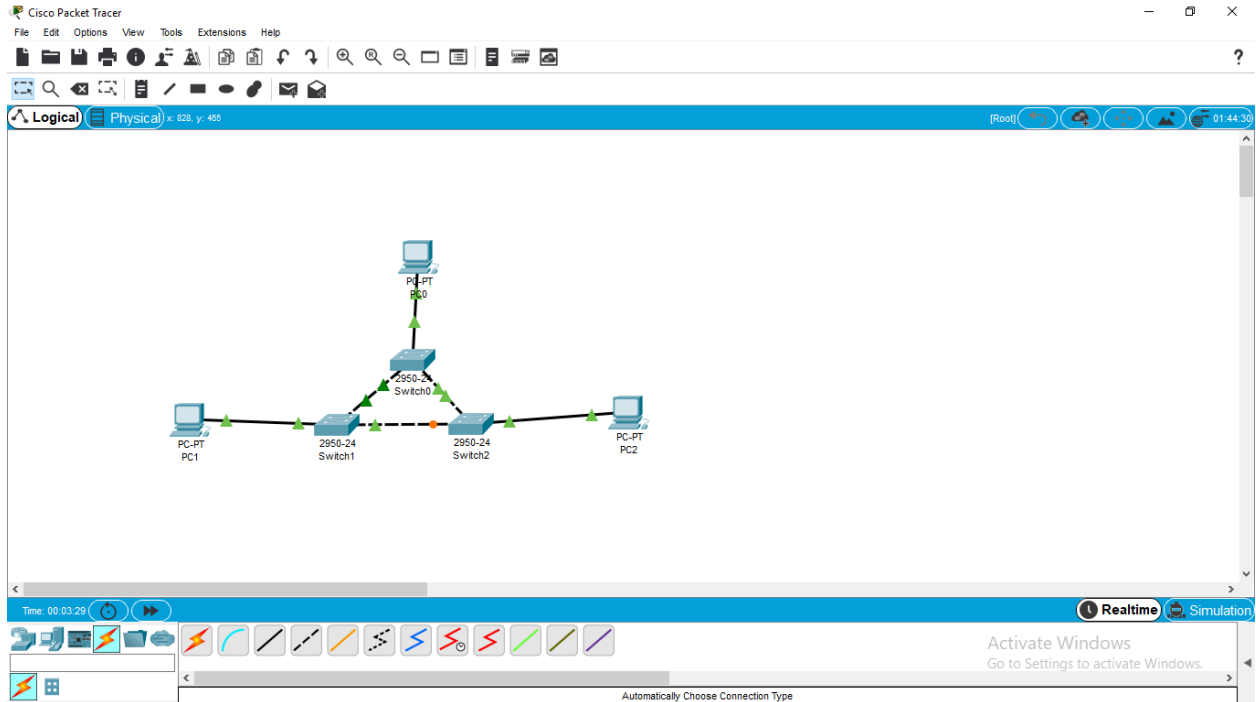 Cisco Packet Tracer
File Edit Options View Tools Extensions Help
?
Logical Physical x: 828, y: 465 [Root] 01:44:30
PC-PT
PC0
2950-24
Switch0
PC-PT
PC1
2950-24
Switch1
2950-24
Switch2
PC-PT
PC2
Time: 00:03:29 Realtime Simulation
Activate Windows
Go to Settings to activate Windows.
Automatically Choose Connection Type